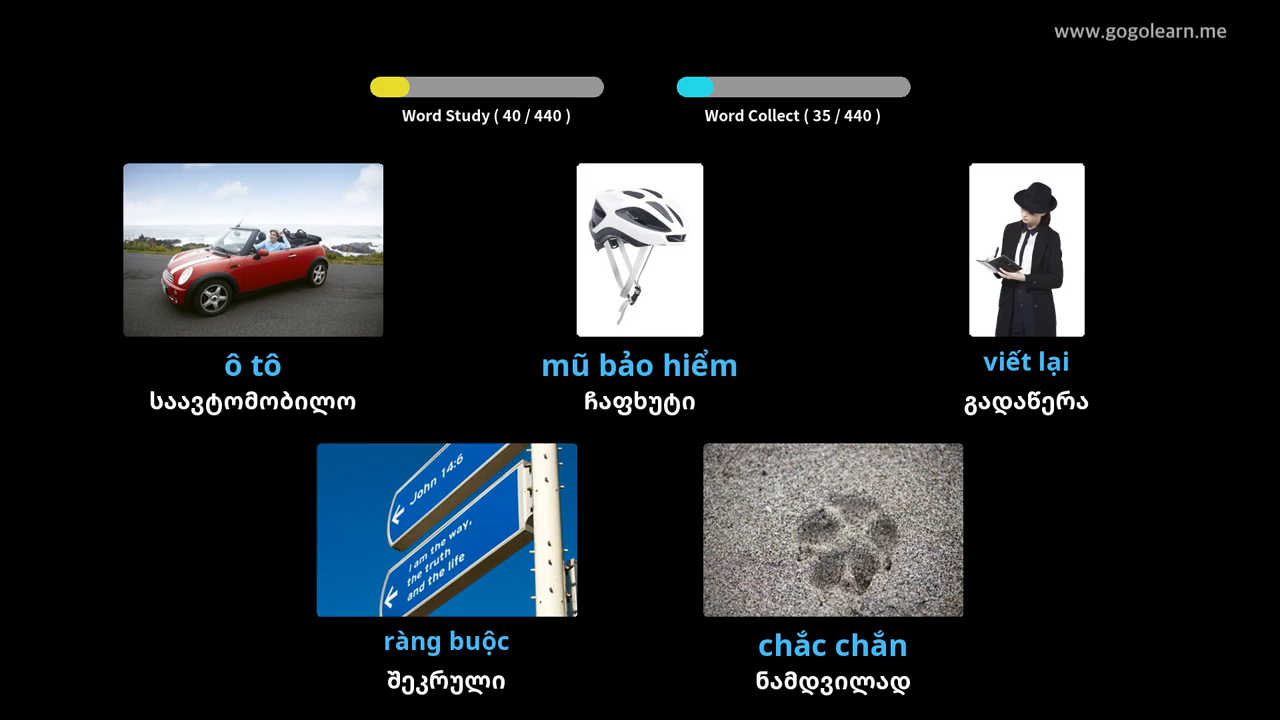 www.gogolearn.me
Word Study ( 40 / 440 )
Word Collect ( 35 / 440 )
ô tô
საავტომობილო
mũ bảo hiểm
ჩაფხუტი
viết lại
გადაწერა
John 14:6
I am the way,
the truth
and the life
ràng buộc
შეკრული
chắc chắn
ნამდვილად